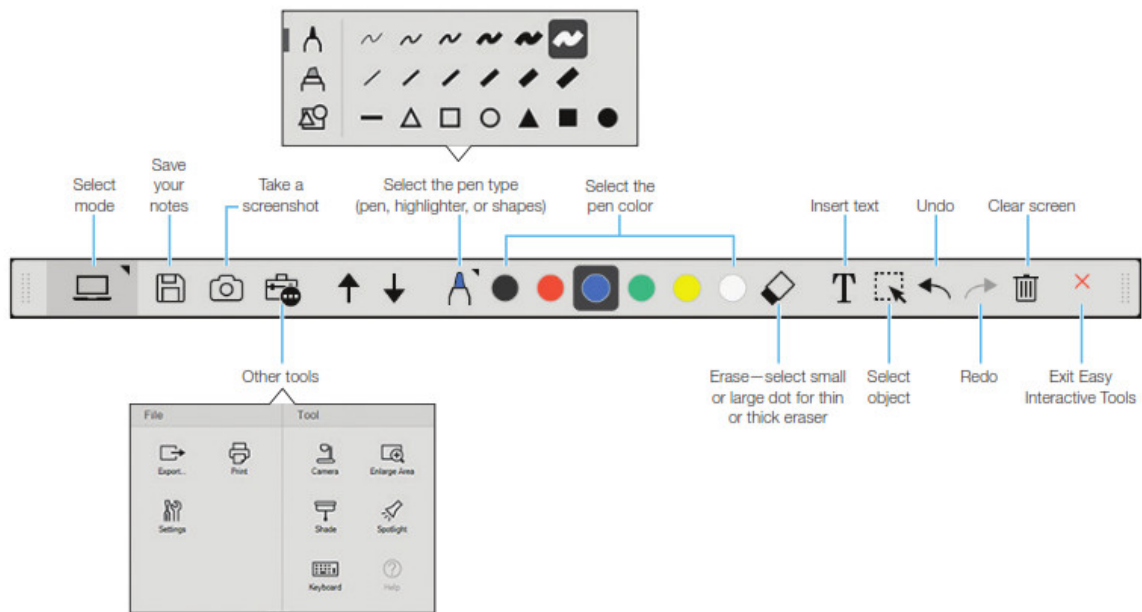 Select
mode
Save
your
notes
Take a
screenshot
Select the pen type
(pen, highlighter, or shapes)
Select the
pen color
Insert text
Undo
Clear screen
T
Other tools
Erase—select small
or large dot for thin
or thick eraser
Select
object
Redo
Exit Easy
Interactive Tools
File
Tool
Export...
Print
Camera
Enlarge Area
Settings
Shade
Spotlight
Keyboard
Help